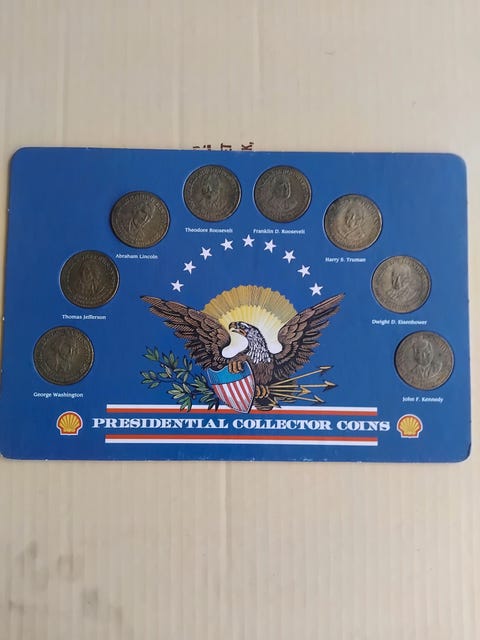 Theodore Roosevelt
Franklin D. Roosevelt
Abraham Lincoln
Harry S. Truman
Thomas Jefferson
Dwight D. Eisenhower
George Washington
John F. Kennedy
PRESIDENTIAL COLLECTOR COINS